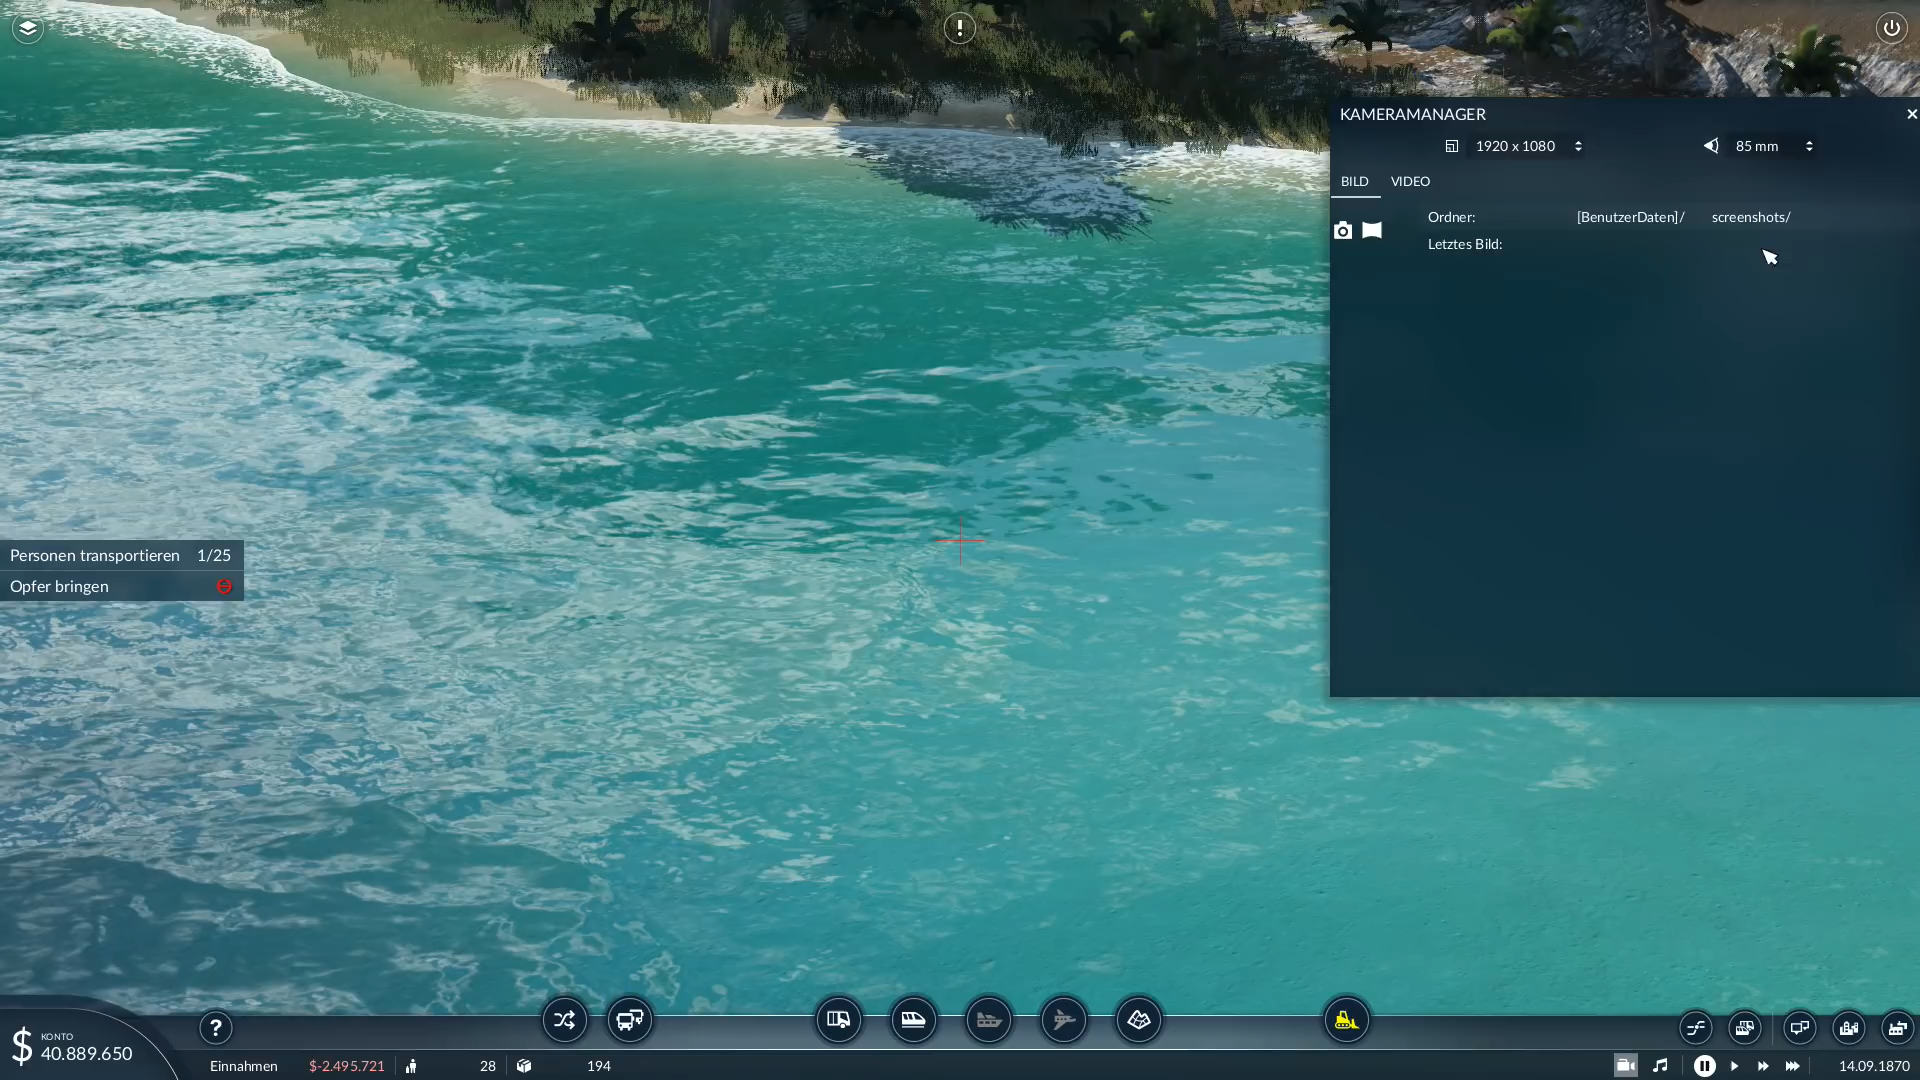 KAMERAMANAGER
1920 x 1080 85 mm
BILD VIDEO
Ordner: [BenutzerDaten]/ screenshots/
Letztes Bild:
Personen transportieren 1/25
Opfer bringen
?
$ KONTO
40.889.650
Einnahmen $-2.495.721 28 194
14.09.1870